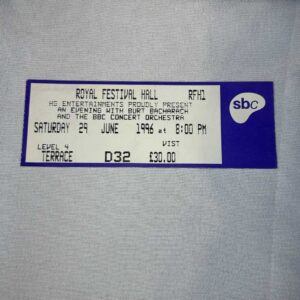 ROYAL FESTIVAL HALL RFH1
HG ENTERTAINMENTS PROUDLY PRESENT
AN EVENING WITH BURT BACHARACH
AND THE BBC CONCERT ORCHESTRA
SATURDAY 29 JUNE 1996 at 8:00 PM
LEVEL 4 VIST
TERRACE D32 £30.00
sbc